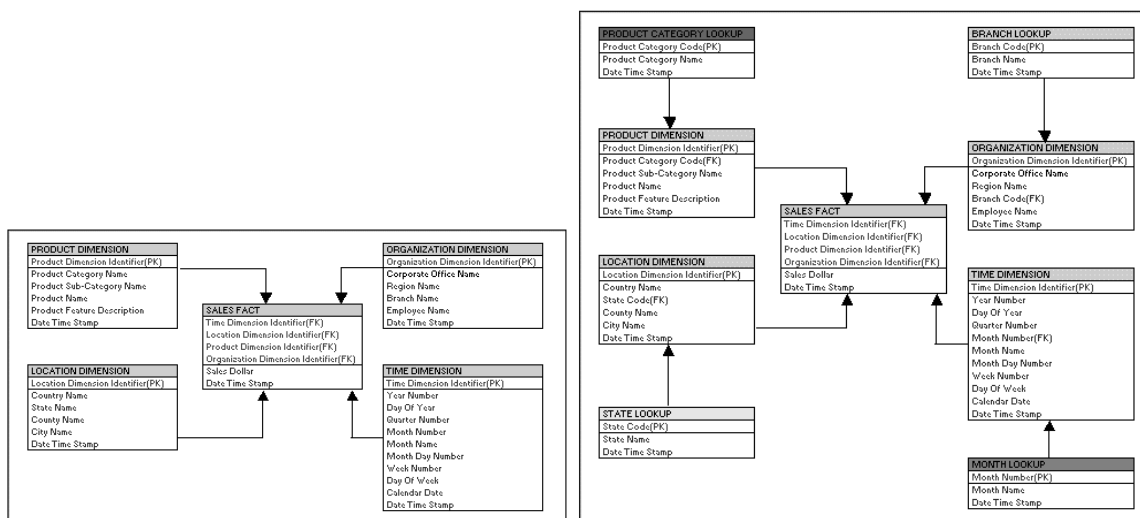 PRODUCT DIMENSION
Product Dimension Identifier(PK)
Product Category Name
Product Sub-Category Name
Product Name
Product Feature Description
Date Time Stamp
ORGANIZATION DIMENSION
Organization Dimension Identifier(PK)
Corporate Office Name
Region Name
Branch Name
Employee Name
Date Time Stamp
SALES FACT
Time Dimension Identifier(FK)
Location Dimension Identifier(FK)
Product Dimension Identifier(FK)
Organization Dimension Identifier(FK)
Sales Dollar
Date Time Stamp
LOCATION DIMENSION
Location Dimension Identifier(PK)
Country Name
State Name
County Name
City Name
Date Time Stamp
TIME DIMENSION
Time Dimension Identifier(PK)
Year Number
Day Of Year
Quarter Number
Month Number
Month Name
Month Day Number
Week Number
Day Of Week
Calendar Date
Date Time Stamp
PRODUCT CATEGORY LOOKUP
Product Category Code(PK)
Product Category Name
Date Time Stamp
BRANCH LOOKUP
Branch Code(PK)
Branch Name
Date Time Stamp
PRODUCT DIMENSION
Product Dimension Identifier(PK)
Product Category Code(FK)
Product Sub-Category Name
Product Name
Product Feature Description
Date Time Stamp
ORGANIZATION DIMENSION
Organization Dimension Identifier(PK)
Corporate Office Name
Region Name
Branch Code(FK)
Employee Name
Date Time Stamp
SALES FACT
Time Dimension Identifier(FK)
Location Dimension Identifier(FK)
Product Dimension Identifier(FK)
Organization Dimension Identifier(FK)
Sales Dollar
Date Time Stamp
LOCATION DIMENSION
Location Dimension Identifier(PK)
Country Name
State Code(FK)
County Name
City Name
Date Time Stamp
TIME DIMENSION
Time Dimension Identifier(PK)
Year Number
Day Of Year
Quarter Number
Month Number(FK)
Month Name
Month Day Number
Week Number
Day Of Week
Calendar Date
Date Time Stamp
STATE LOOKUP
State Code(PK)
State Name
Date Time Stamp
MONTH LOOKUP
Month Number(PK)
Month Name
Date Time Stamp